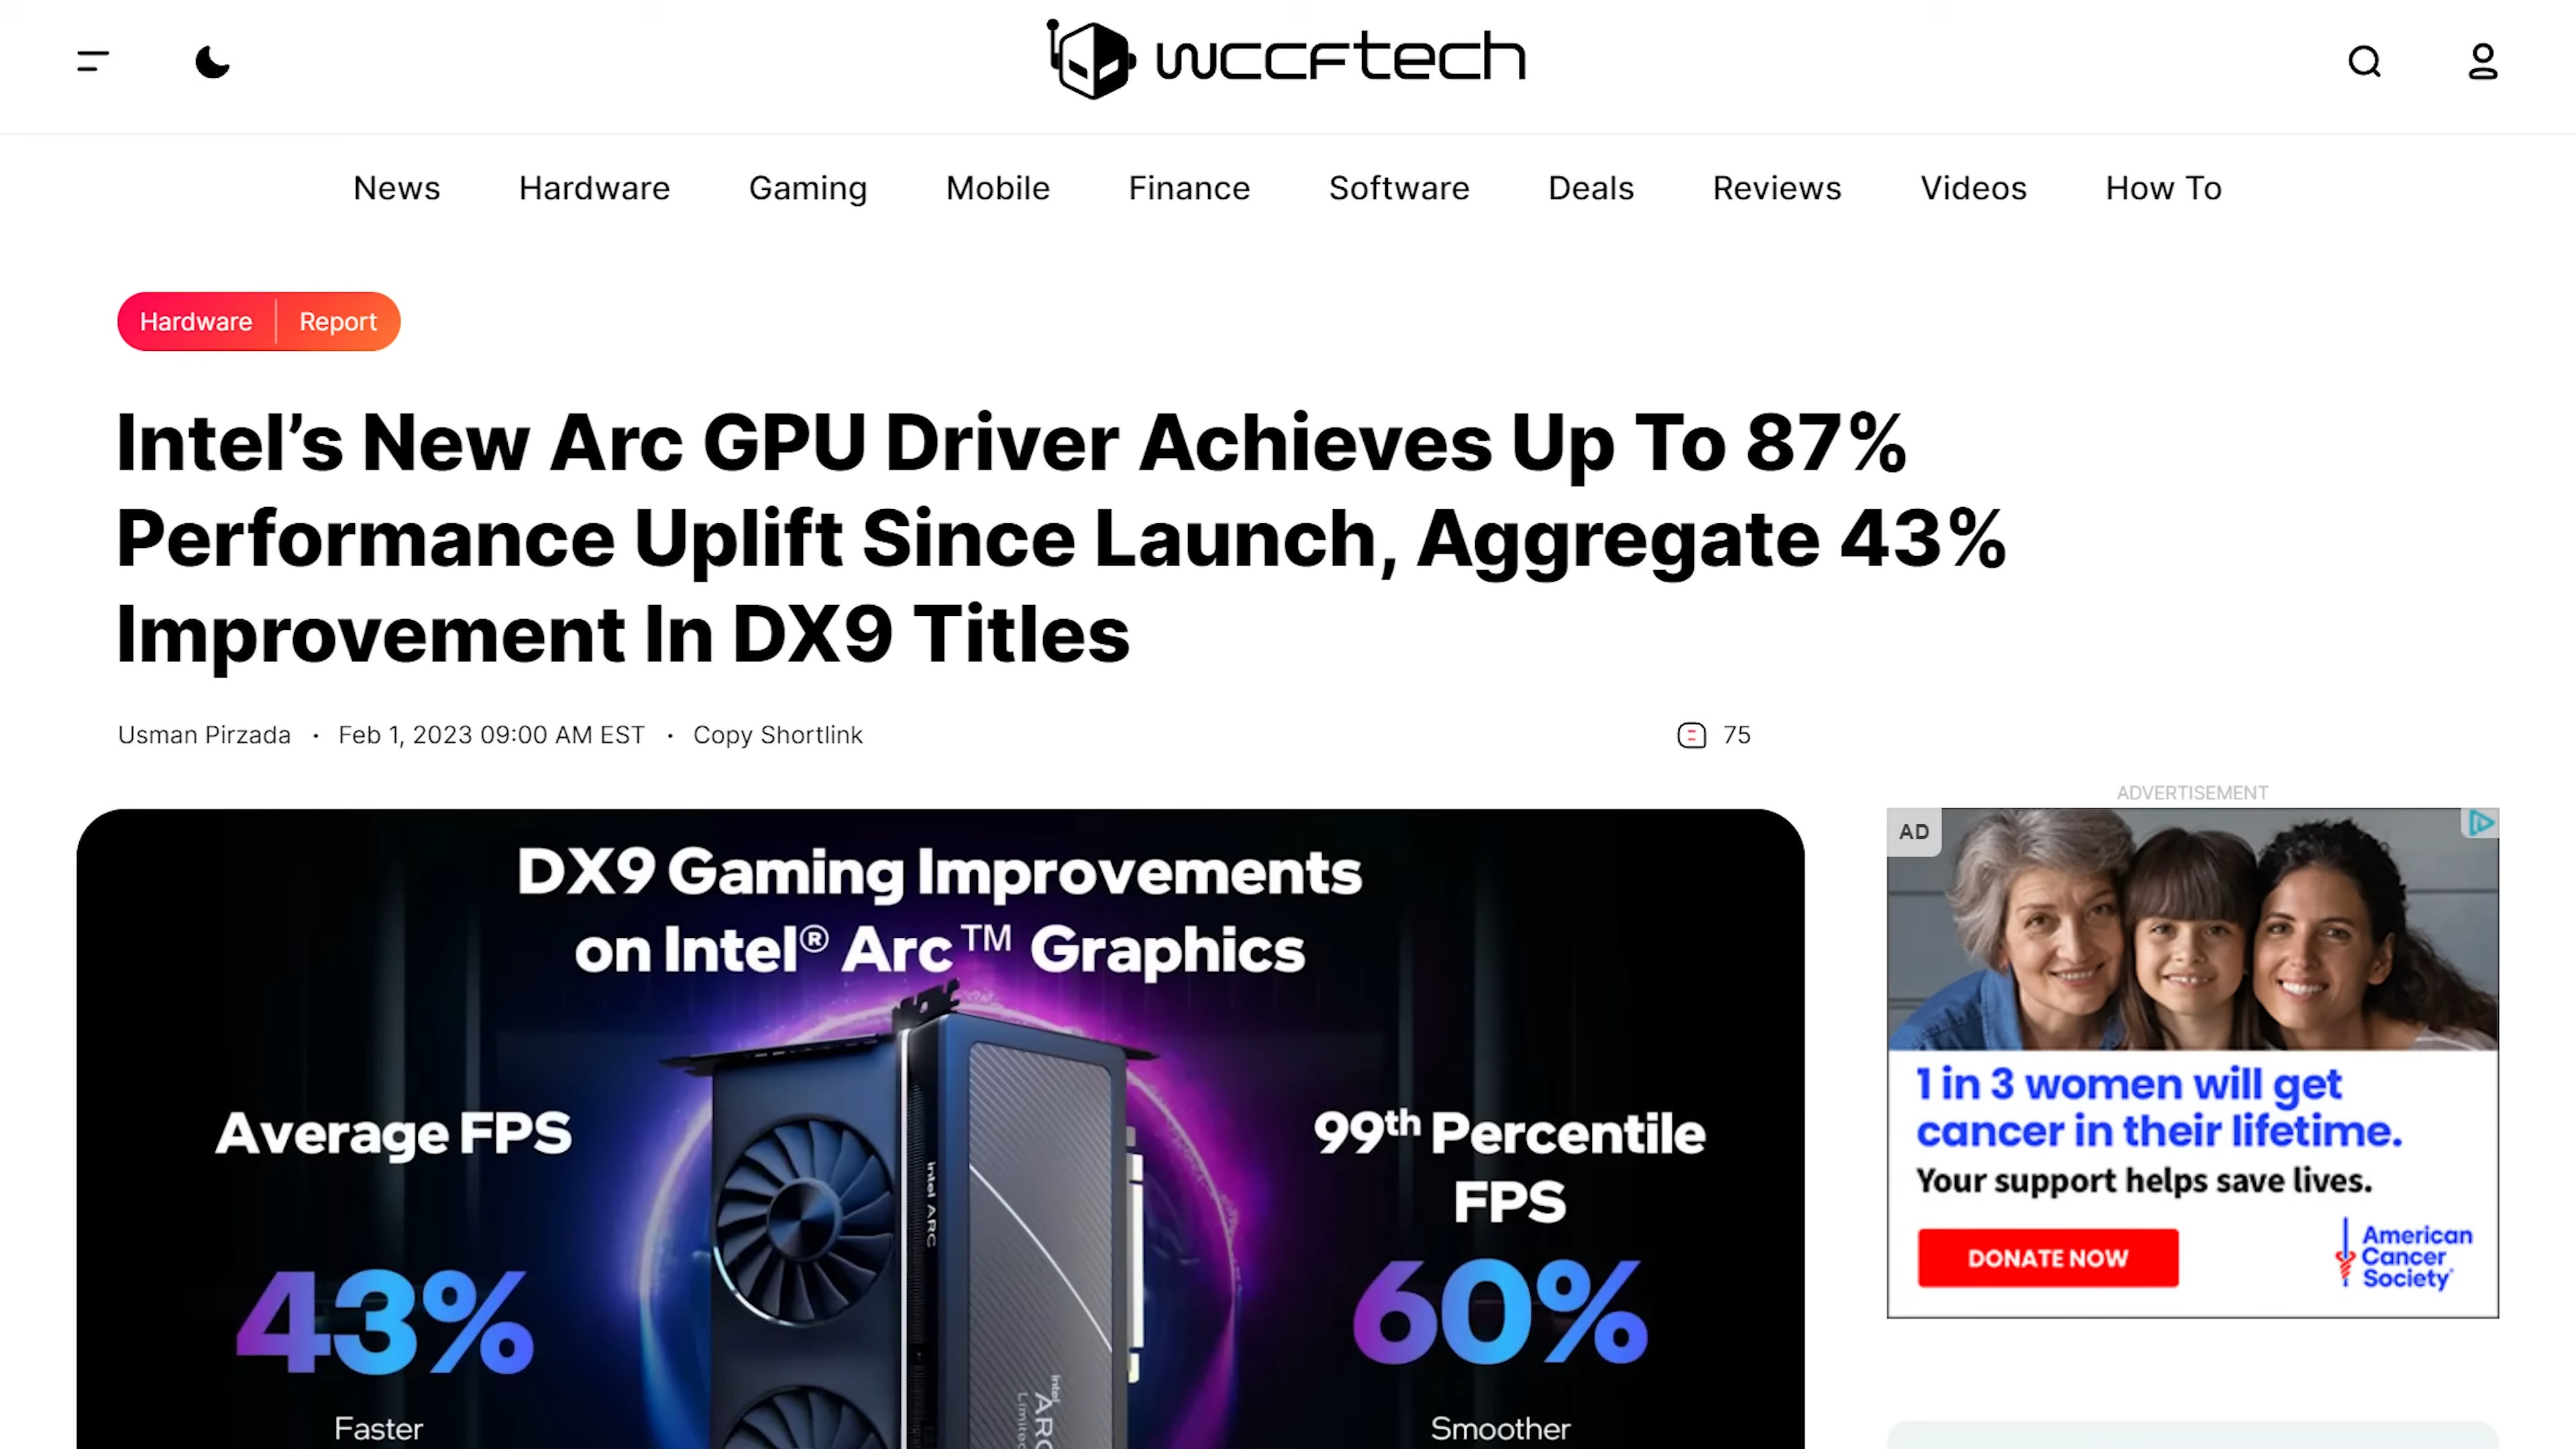 wccftech
News Hardware Gaming Mobile Finance Software Deals Reviews Videos How To
Hardware Report
Intel’s New Arc GPU Driver Achieves Up To 87%
Performance Uplift Since Launch, Aggregate 43%
Improvement In DX9 Titles
Usman Pirzada • Feb 1, 2023 09:00 AM EST • Copy Shortlink 75
DX9 Gaming Improvements
on Intel® Arc™ Graphics
Average FPS
43%
Faster
intel ARC
intel
ARC
99th Percentile
FPS
60%
Smoother
ADVERTISEMENT
AD
1 in 3 women will get
cancer in their lifetime.
Your support helps save lives.
DONATE NOW
American
Cancer
Society®